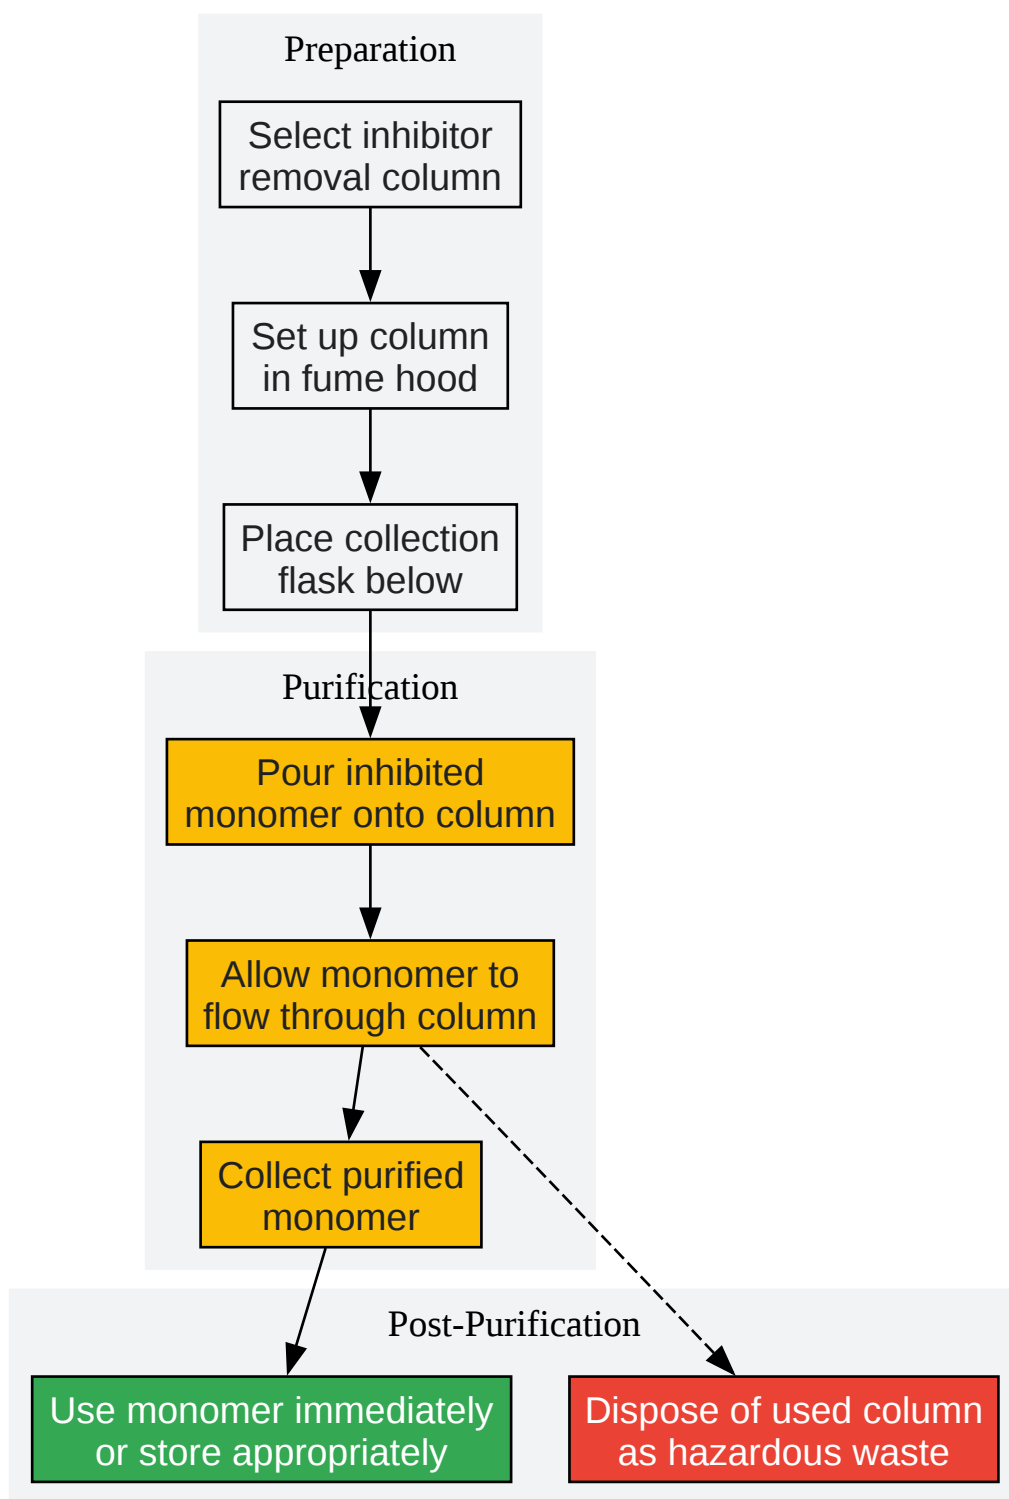 Preparation
Select inhibitor
removal column
Set up column
in fume hood
Place collection
flask below
Purification
Pour inhibited
monomer onto column
Allow monomer to
flow through column
Collect purified
monomer
Post-Purification
Use monomer immediately
or store appropriately
Dispose of used column
as hazardous waste